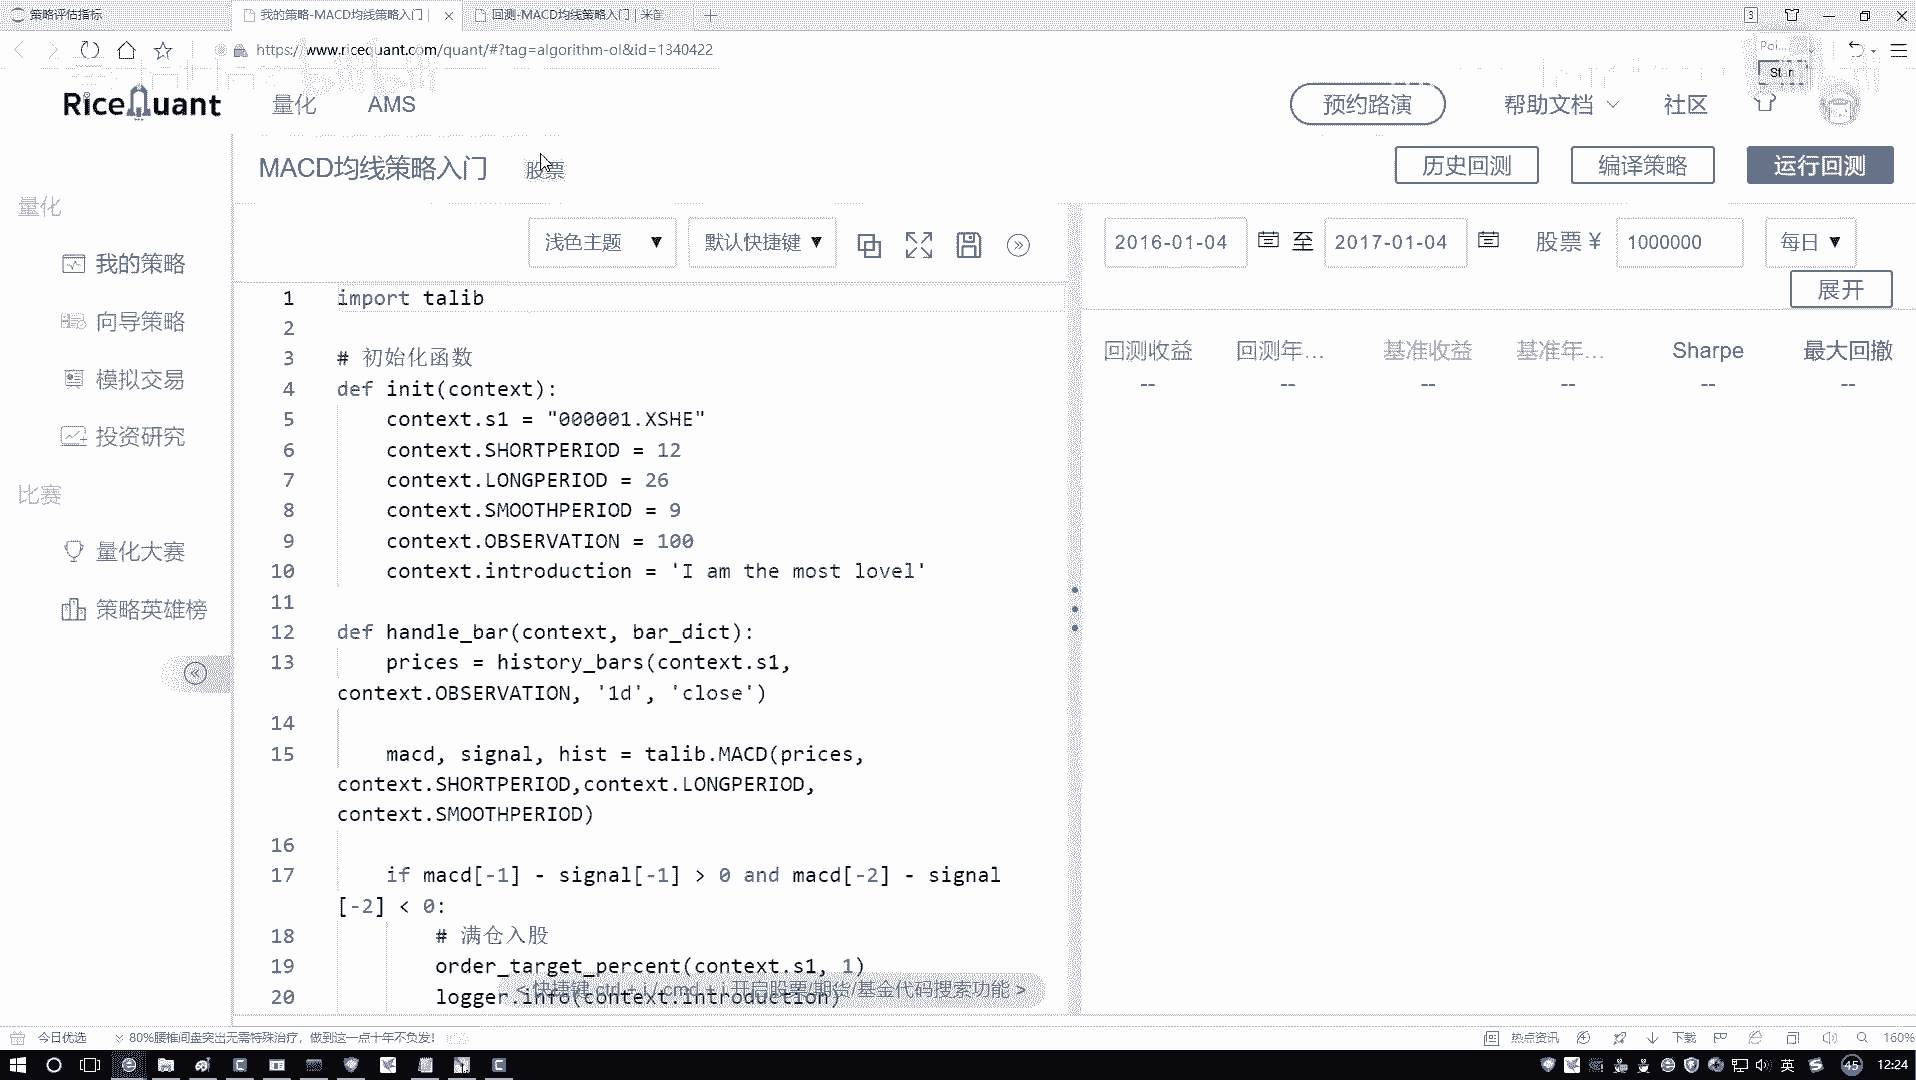 策略评估指标
我的策略-MACD均线策略入门 |
回测-MACD均线策略入门 | 米筐
3
https://www.ricequant.com/quant/#?tag=algorithm-ol&id=1340422
RiceQuant
量化
AMS
预约路演
帮助文档
社区
MACD均线策略入门
股票
历史回测
编译策略
运行回测
量化
我的策略
向导策略
模拟交易
投资研究
比赛
量化大赛
策略英雄榜
浅色主题 ▼
默认快捷键 ▼
2016-01-04 至 2017-01-04 股票 ¥ 1000000 每日 ▼
展开
回测收益 回测年... 基准收益 基准年... Sharpe 最大回撤
-- -- -- -- -- --
1 import talib
2
3 # 初始化函数
4 def init(context):
5 context.s1 = "000001.XSHE"
6 context.SHORTPERIOD = 12
7 context.LONGPERIOD = 26
8 context.SMOOTHPERIOD = 9
9 context.OBSERVATION = 100
10 context.introduction = 'I am the most lovel'
11
12 def handle_bar(context, bar_dict):
13 prices = history_bars(context.s1,
context.OBSERVATION, '1d', 'close')
14
15 macd, signal, hist = talib.MACD(prices,
context.SHORTPERIOD,context.LONGPERIOD,
context.SMOOTHPERIOD)
16
17 if macd[-1] - signal[-1] > 0 and macd[-2] - signal
[-2] < 0:
18 # 满仓入股
19 order_target_percent(context.s1, 1)
20 logger.info(context.introduction)
< 快捷键 ctrl + i / cmd + i 开启股票/期货/基金代码搜索功能 >
今日优选
80%腰椎间盘突出无需特殊治疗，做到这一点十年不负发!
热点资讯
下载
160%
英
45
12:24